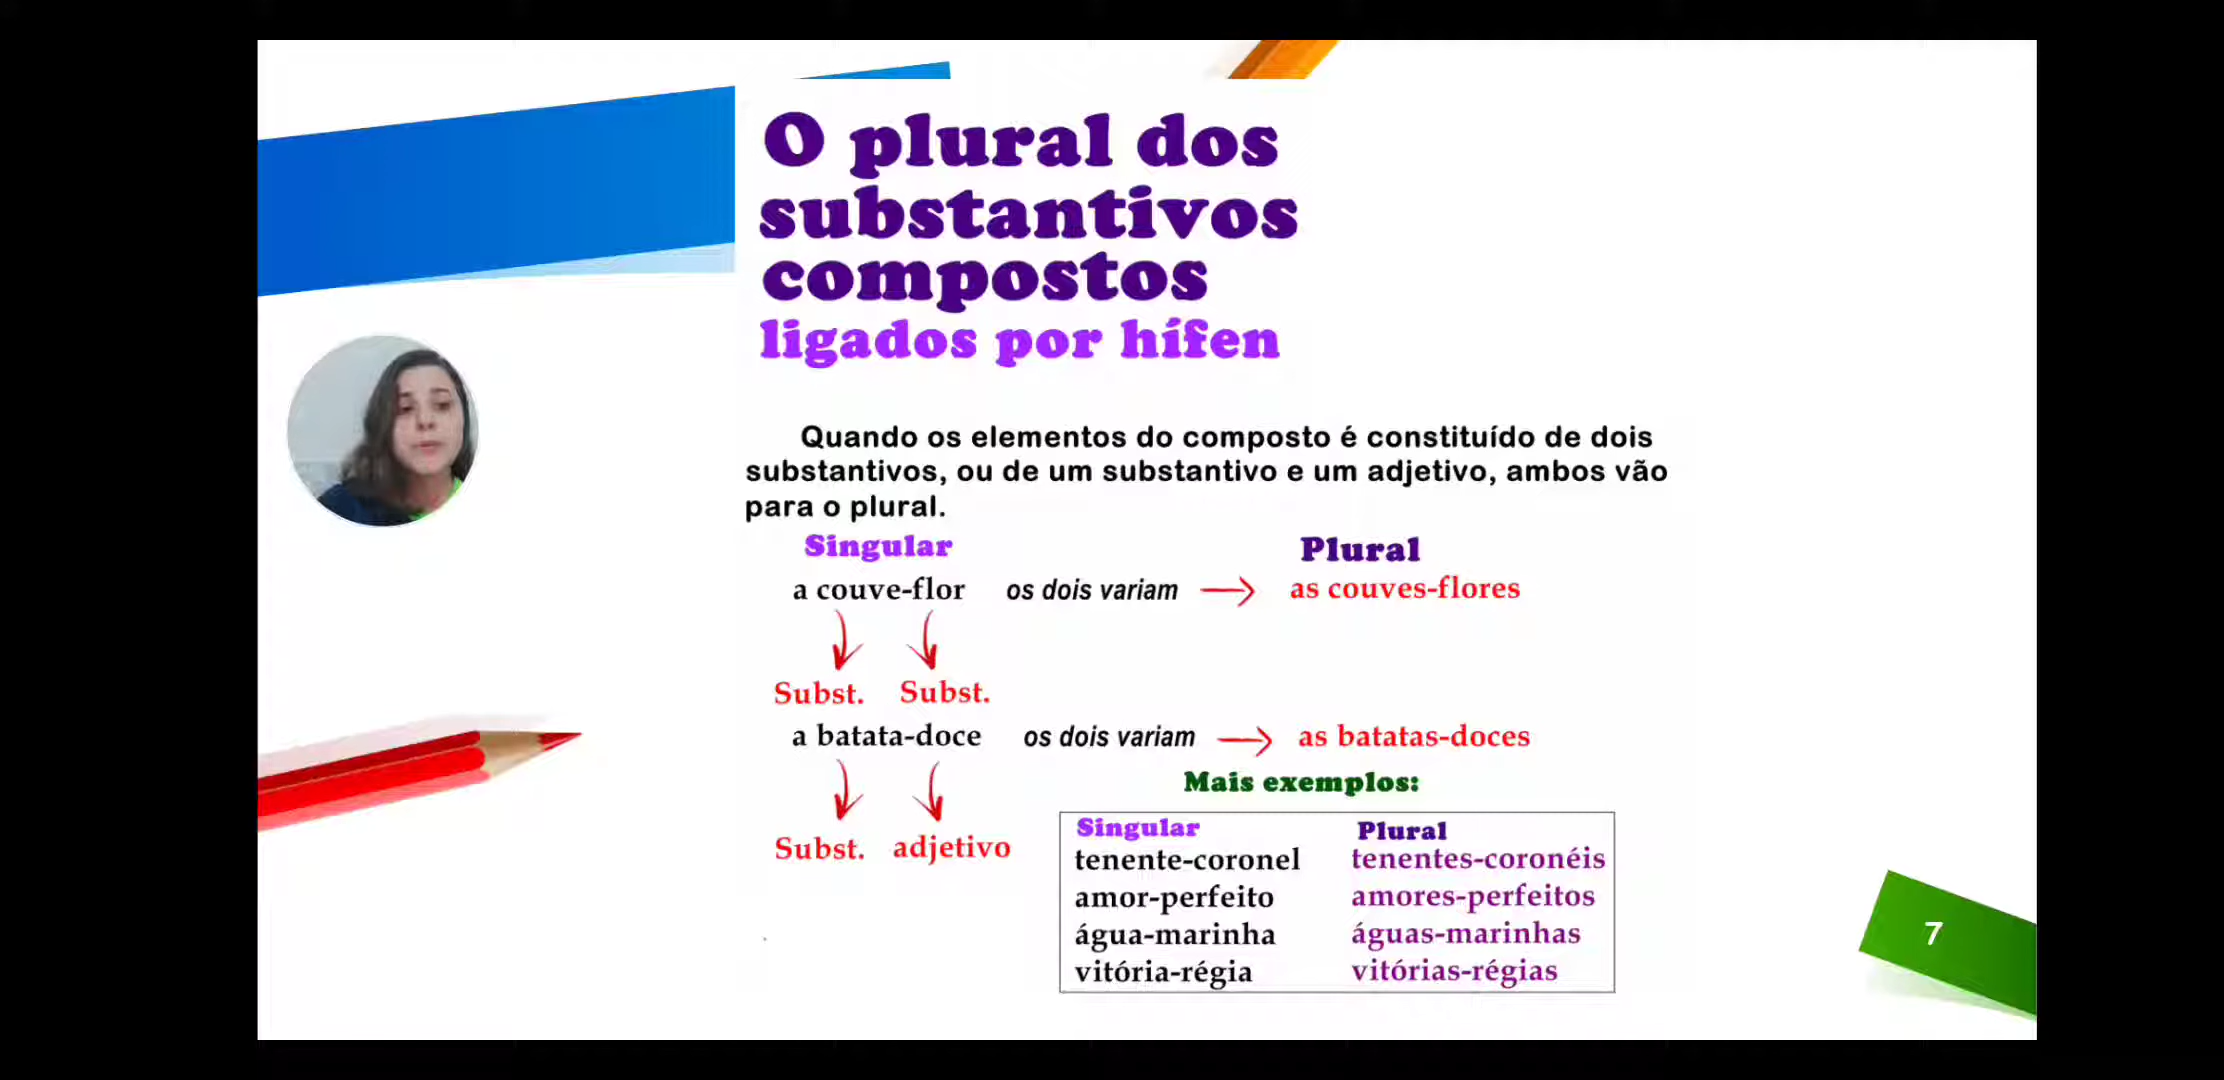 O plural dos
substantivos
compostos
ligados por hífen
Quando os elementos do composto é constituído de dois
substantivos, ou de um substantivo e um adjetivo, ambos vão
para o plural.
Singular Plural
a couve-flor os dois variam as couves-flores
Subst. Subst.
a batata-doce os dois variam as batatas-doces
Subst. adjetivo
Mais exemplos:
Singular Plural
tenente-coronel tenentes-coronéis
amor-perfeito amores-perfeitos
água-marinha águas-marinhas
vitória-régia vitórias-régias
7